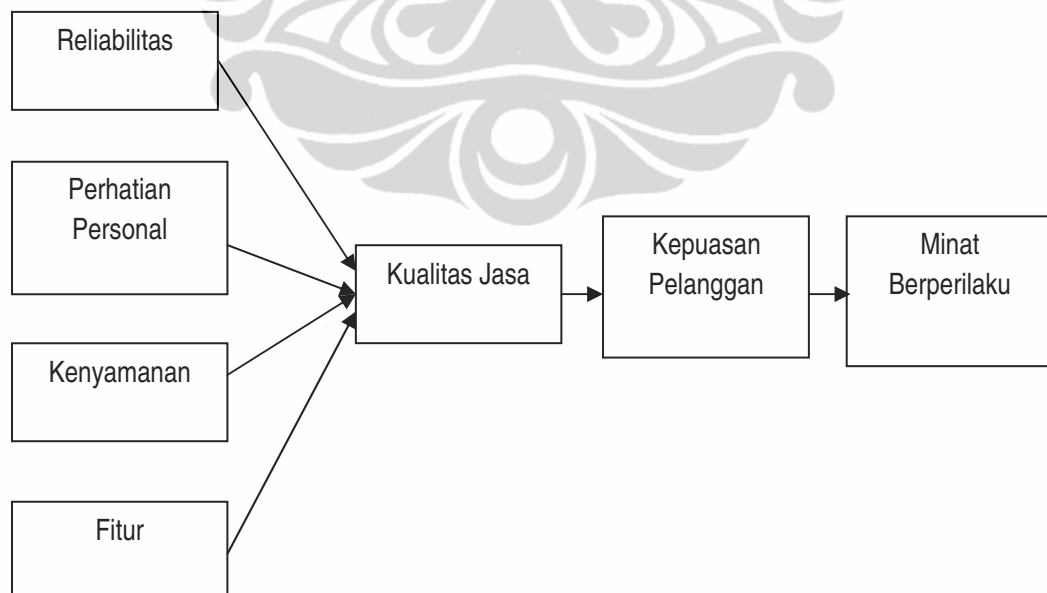 Reliabilitas
Perhatian
Personal
Kenyamanan
Fitur
Kualitas Jasa
Kepuasan
Pelanggan
Minat
Berperilaku